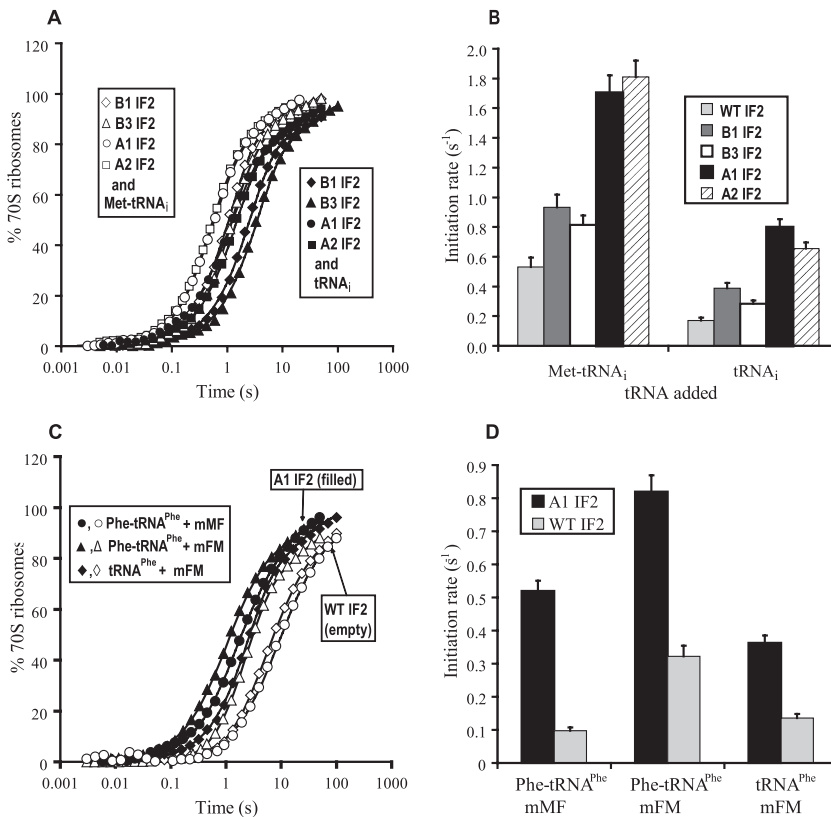 A
120
100
80
60
40
20
0
% 70S ribosomes
0.001 0.01 0.1 1 10 100 1000
Time (s)
B1 IF2
B3 IF2
A1 IF2
A2 IF2
and
Met-tRNAi
B1 IF2
B3 IF2
A1 IF2
A2 IF2
and
tRNAi
B
2.0
1.8
1.6
1.4
1.2
1.0
0.8
0.6
0.4
0.2
0.0
Initiation rate (s-1)
WT IF2
B1 IF2
B3 IF2
A1 IF2
A2 IF2
Met-tRNAi tRNAi
tRNA added
C
120
100
80
60
40
20
0
% 70S ribosomes
0.001 0.01 0.1 1 10 100 1000
Time (s)
A1 IF2 (filled)
, Phe-tRNAPhe + mMF
, Phe-tRNAPhe + mFM
, tRNAPhe + mFM
WT IF2
(empty)
D
0.9
0.8
0.7
0.6
0.5
0.4
0.3
0.2
0.1
0
Initiation rate (s-1)
A1 IF2
WT IF2
Phe-tRNAPhe Phe-tRNAPhe tRNAPhe
mMF mFM mFM